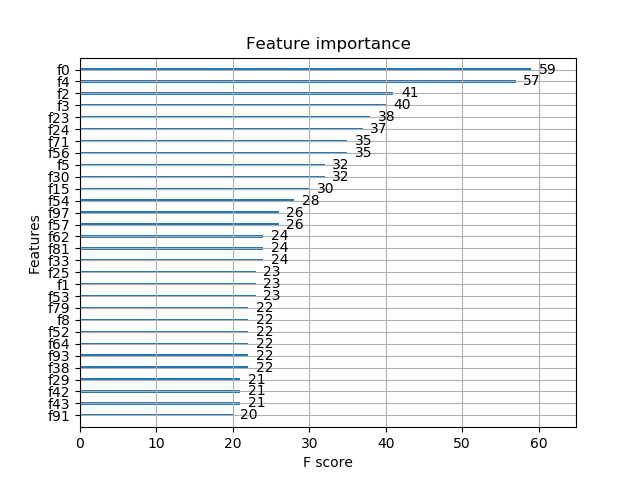 Feature importance
Features
f0 59
f4 57
f2 41
f3 40
f23 38
f24 37
f71 35
f56 35
f5 32
f30 32
f15 30
f54 28
f97 26
f57 26
f62 24
f81 24
f33 24
f25 23
f1 23
f53 23
f79 22
f8 22
f52 22
f64 22
f93 22
f38 22
f29 21
f42 21
f43 21
f91 20
0 10 20 30 40 50 60
F score